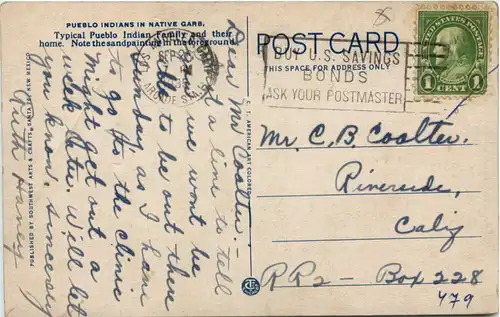 PUEBLO INDIANS IN NATIVE GARB,
Typical Pueblo Indian Family and their
home. Note the sandpainting in the foreground.
POST CARD
THIS SPACE FOR ADDRESS ONLY
BUY U.S. SAVINGS
BONDS
ASK YOUR POSTMASTER
UNITED STATES POSTAGE
1 CENT 1
Dear Mr Coalter:
Just a line to tell
you we wont be
able to be out there
Sunday, as I have
to go to the clinic
Might get out a
week later. Will let
you know. Sincerely
Ruth Haney
Mr. C. B. Coalter
Riverside,
Calif
RR2 - Box 228
479
C. T. AMERICAN ART COLORED
PUBLISHED BY SOUTHWEST ARTS & CRAFTS, SANTA FE, NEW MEXICO